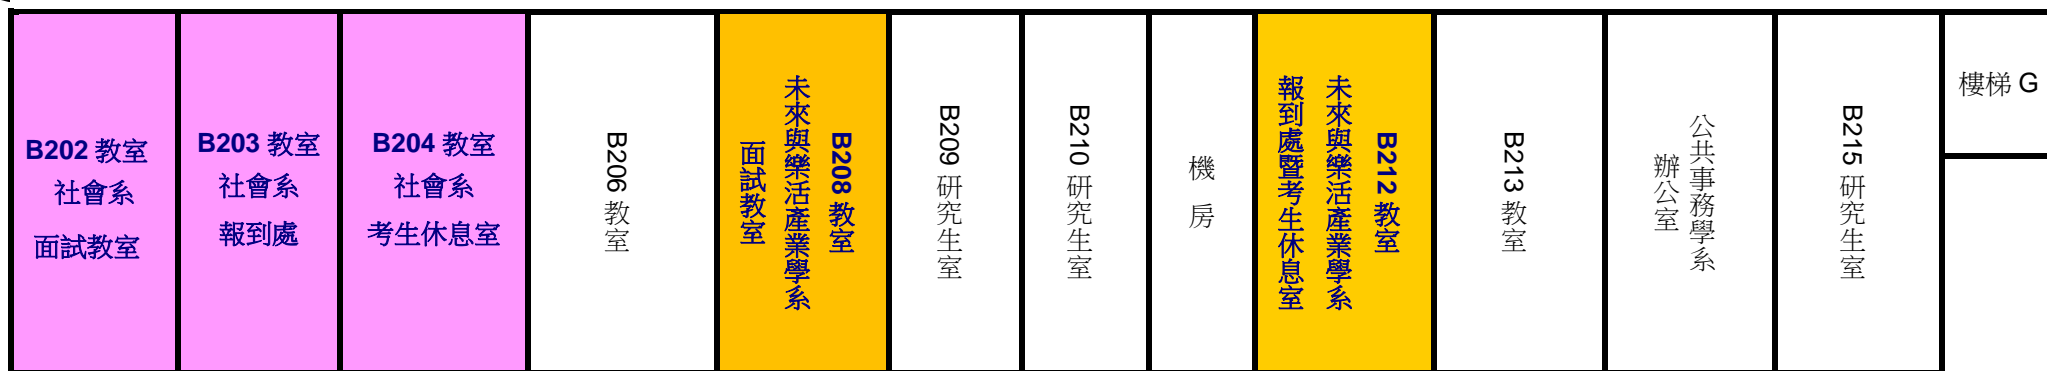 B202 教室
社會系
面試教室
B203 教室
社會系
報到處
B204 教室
社會系
考生休息室
B206 教室
B208 教室
未來與樂活產業學系
面試教室
B209 研究生室
B210 研究生室
機房
B212 教室
未來與樂活產業學系
報到處暨考生休息室
B213 教室
公共事務學系
辦公室
B215 研究生室
樓梯 G